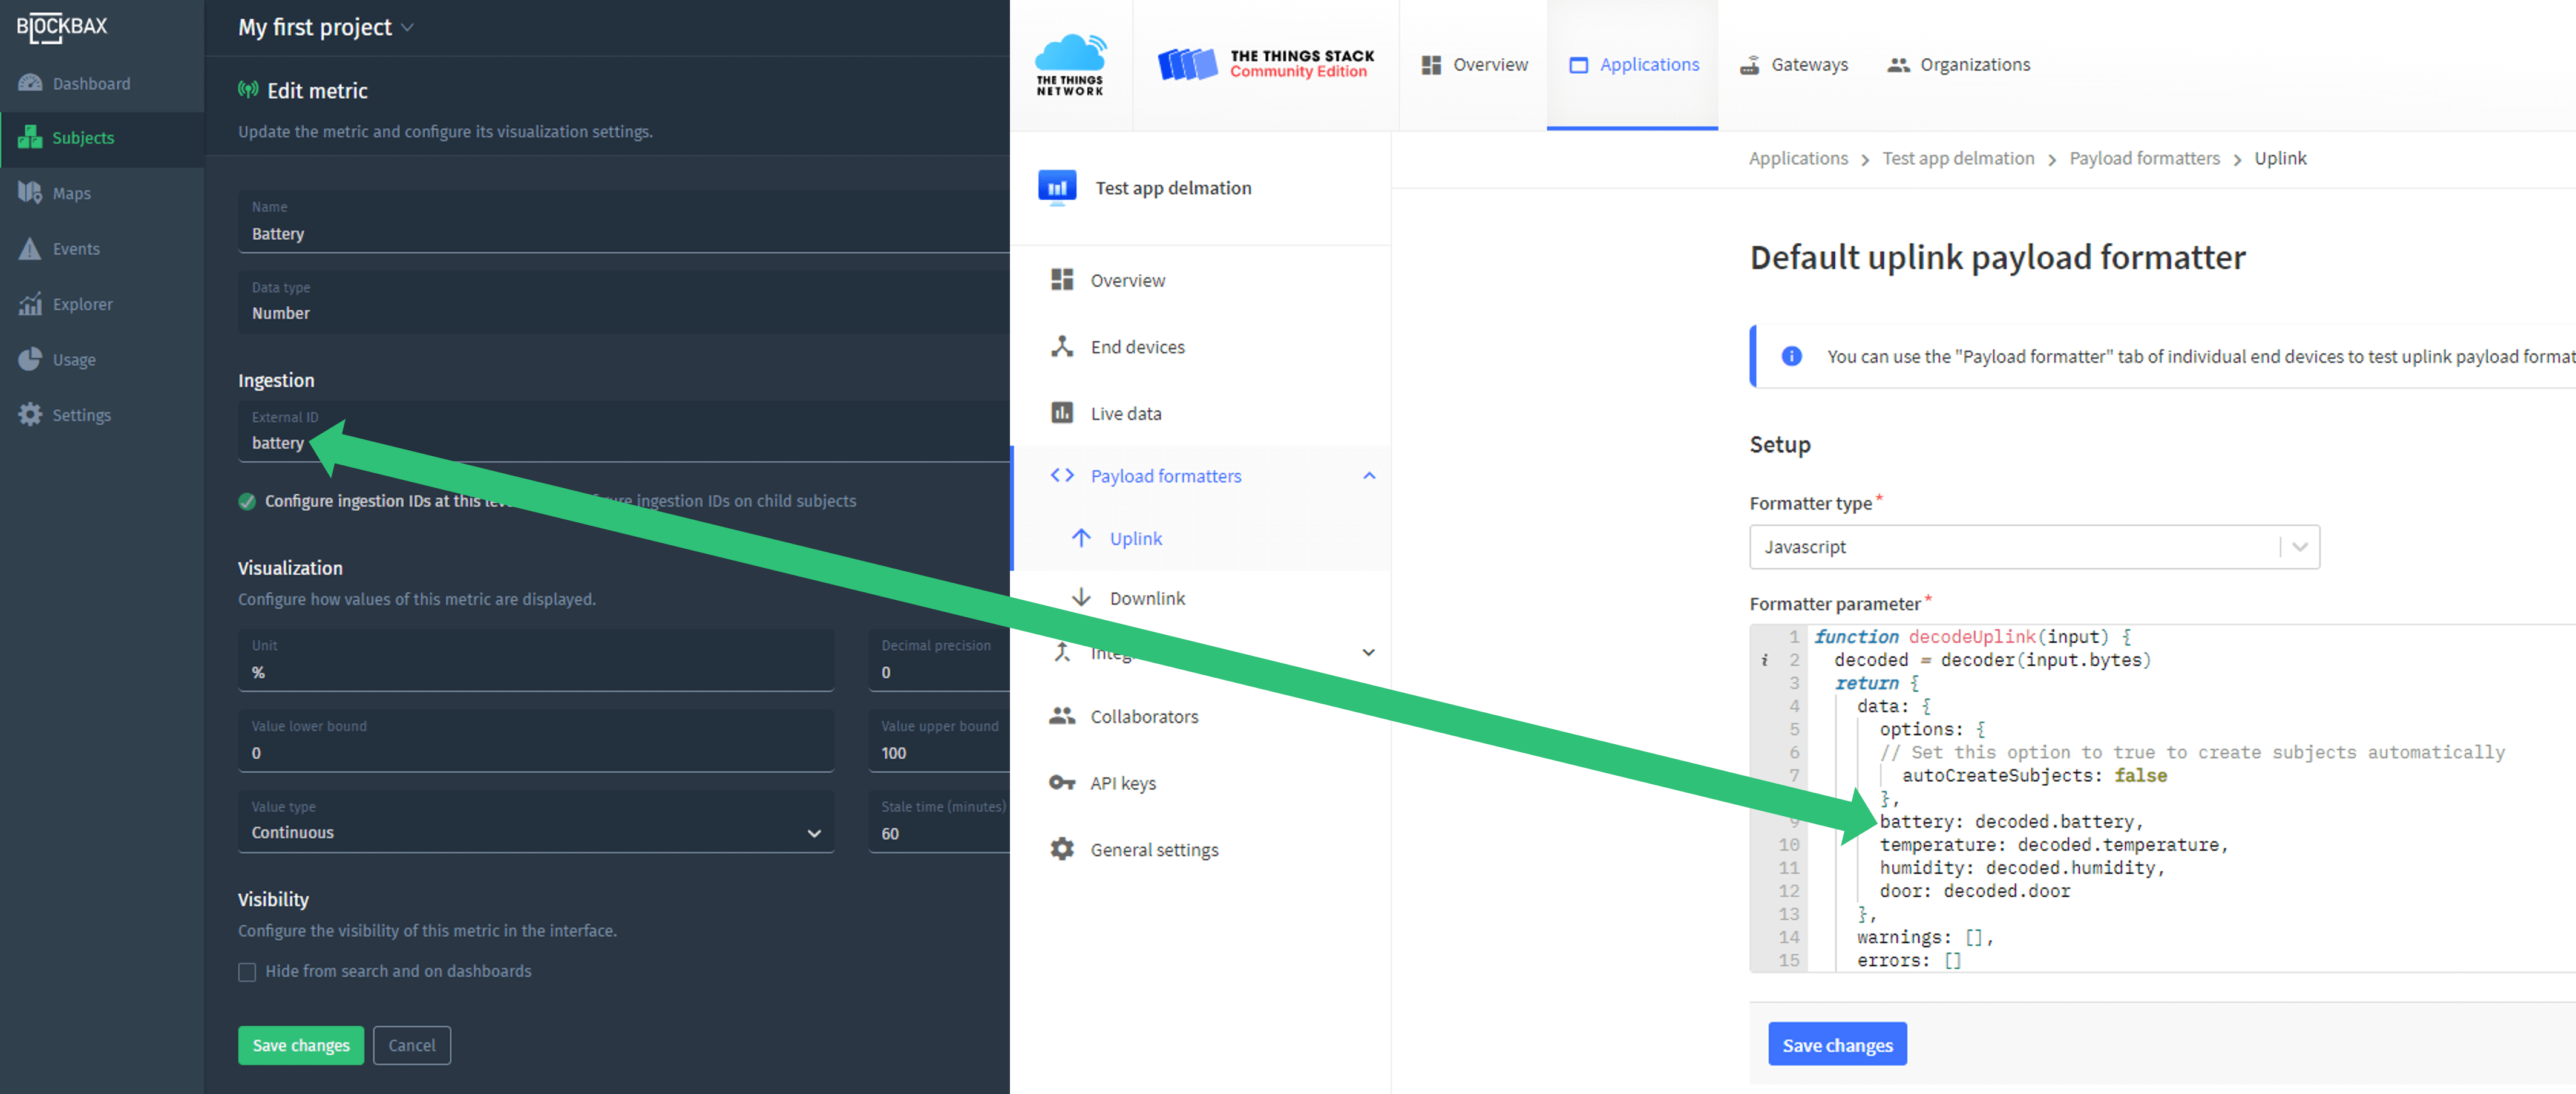 BLOCKBAX
Dashboard
Subjects
Maps
Events
Explorer
Usage
Settings
My first project
Edit metric
Update the metric and configure its visualization settings.
Name
Battery
Data type
Number
Ingestion
External ID
battery
Configure ingestion IDs at this
ingestion IDs on child subjects
Visualization
Configure how values of this metric are displayed.
Unit
%
Decimal precision
0
Value lower bound
0
Value upper bound
100
Value type
Continuous
Stale time (minutes)
60
Visibility
Configure the visibility of this metric in the interface.
Hide from search and on dashboards
Save changes
Cancel
THE THINGS
NETWORK
THE THINGS STACK
Community Edition
Overview
Applications
Gateways
Organizations
Test app delmation
Overview
End devices
Live data
Payload formatters
Uplink
Downlink
Collaborators
API keys
General settings
Applications > Test app delmation > Payload formatters > Uplink
Default uplink payload formatter
You can use the "Payload formatter" tab of individual end devices to test uplink payload format
Setup
Formatter type *
Javascript
Formatter parameter *
1 function decodeUplink(input) {
i 2 decoded = decoder(input.bytes)
3 return {
4 data: {
5 options: {
6 // Set this option to true to create subjects automatically
7 autoCreateSubjects: false
},
9 battery: decoded.battery,
10 temperature: decoded.temperature,
11 humidity: decoded.humidity,
12 door: decoded.door
13 },
14 warnings: [],
15 errors: []
Save changes